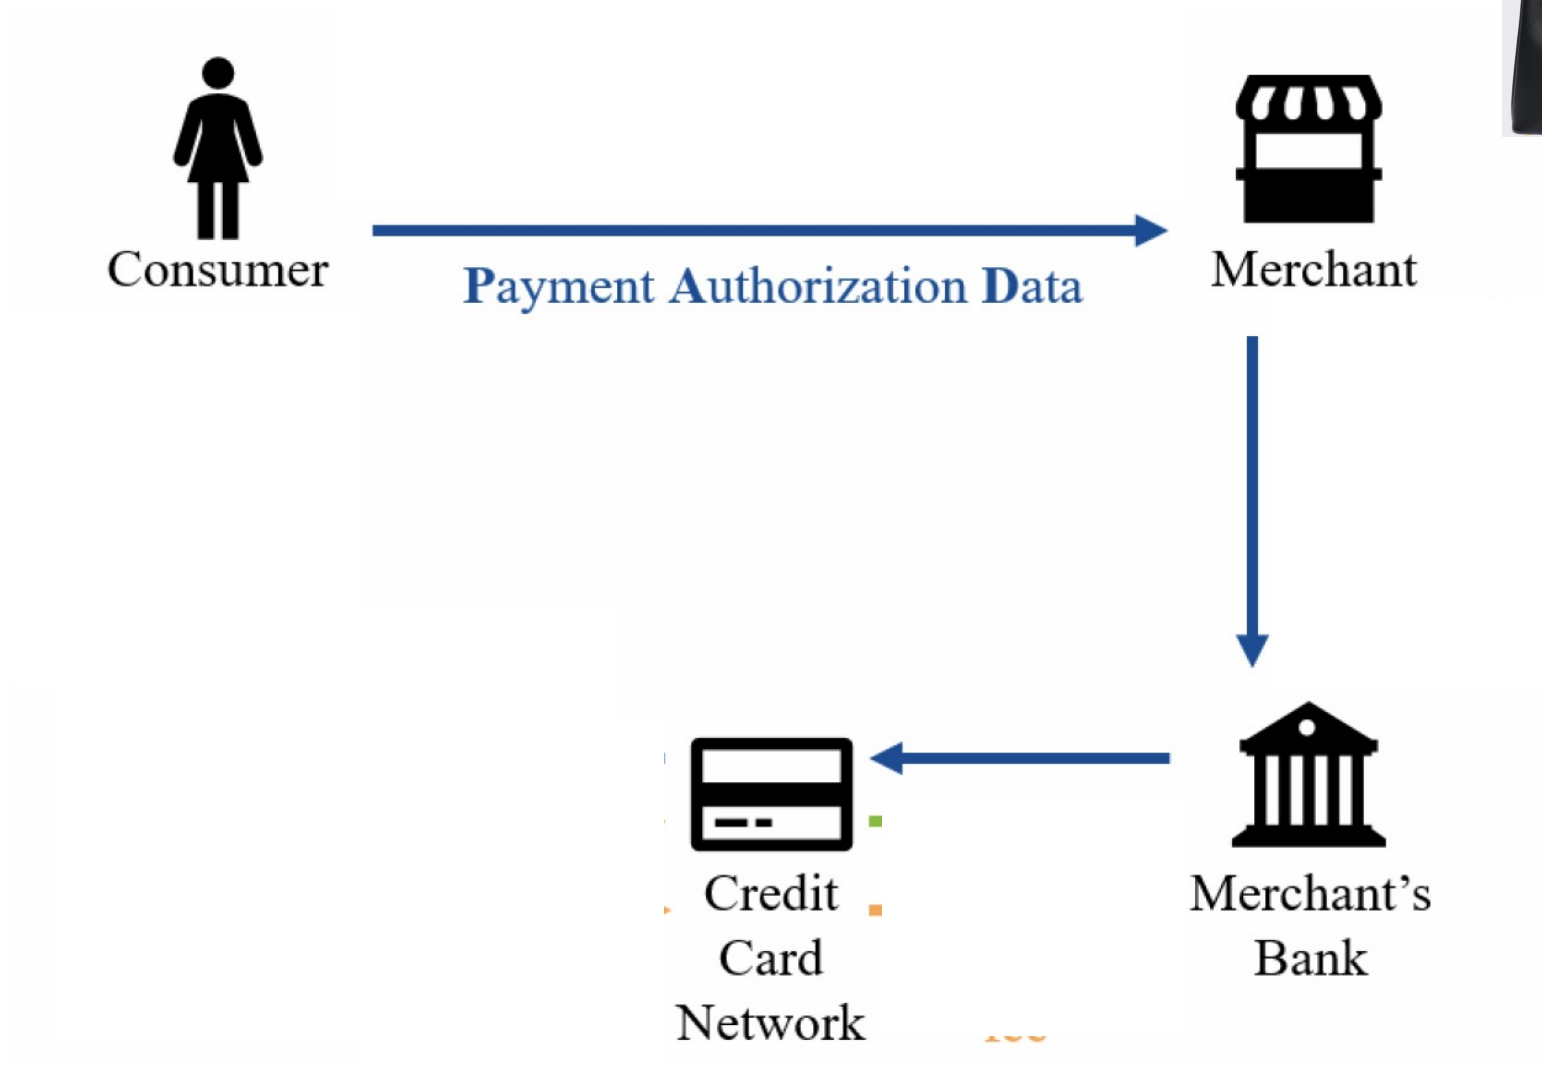 Consumer
Payment Authorization Data
Merchant
Credit
Card
Network
Merchant's
Bank